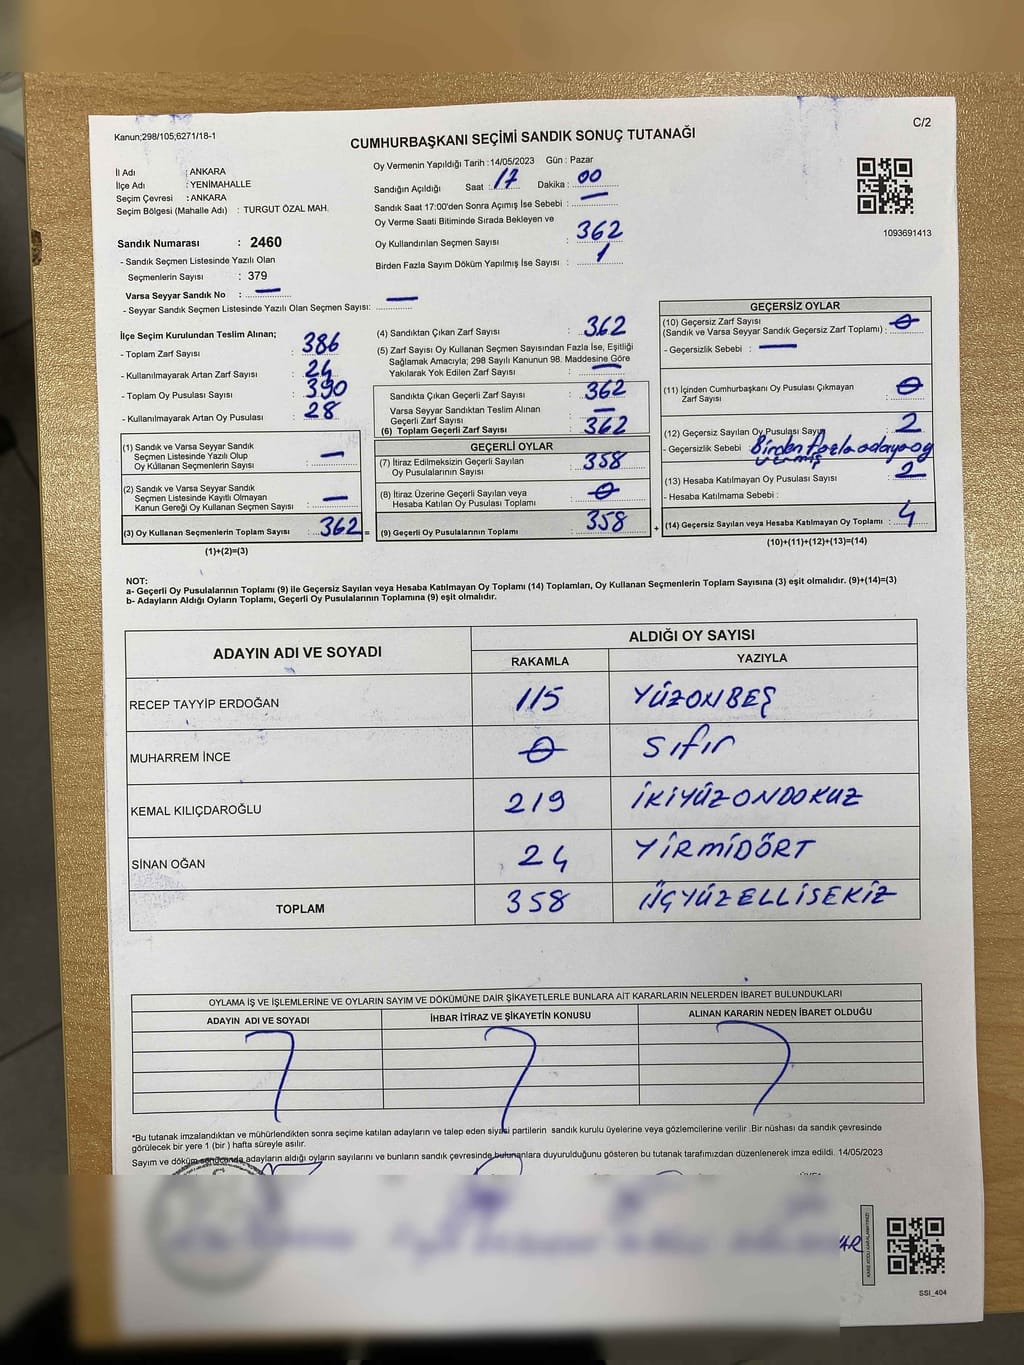 Kanun;298/105;6271/18-1
C/2
CUMHURBAŞKANI SEÇİMİ SANDIK SONUÇ TUTANAĞI
İl Adı : ANKARA
İlçe Adı : YENİMAHALLE
Seçim Çevresi : ANKARA
Seçim Bölgesi (Mahalle Adı) : TURGUT ÖZAL MAH.
Oy Vermenin Yapıldığı Tarih : 14/05/2023 Gün : Pazar
Sandığın Açıldığı Saat : 17 Dakika : 00
Sandık Saat 17:00'den Sonra Açımış İse Sebebi : —
Oy Verme Saati Bitiminde Sırada Bekleyen ve
Oy Kullandırılan Seçmen Sayısı : 362
Birden Fazla Sayım Döküm Yapılmış İse Sayısı : 1
1093691413
Sandık Numarası : 2460
- Sandık Seçmen Listesinde Yazılı Olan
Seçmenlerin Sayısı : 379
Varsa Seyyar Sandık No : —
- Seyyar Sandık Seçmen Listesinde Yazılı Olan Seçmen Sayısı: —
İlçe Seçim Kurulundan Teslim Alınan;
- Toplam Zarf Sayısı : 386
- Kullanılmayarak Artan Zarf Sayısı : 24
- Toplam Oy Pusulası Sayısı : 390
- Kullanılmayarak Artan Oy Pusulası : 28
(1) Sandık ve Varsa Seyyar Sandık
Seçmen Listesinde Yazılı Olup
Oy Küllanan Seçmenlerin Sayısı : —
(2) Sandık ve Varsa Seyyar Sandık
Seçmen Listesinde Kayıtlı Olmayan
Kanun Gereği Oy Kullanan Seçmen Sayısı : —
(3) Oy Kullanan Seçmenlerin Toplam Sayısı : 362 =
(1)+(2)=(3)
(4) Sandıktan Çıkan Zarf Sayısı : 362
(5) Zarf Sayısı Oy Kullanan Seçmen Sayısından Fazla İse, Eşitliği
Sağlamak Amacıyla; 298 Sayılı Kanunun 98. Maddesine Göre
Yakılarak Yok Edilen Zarf Sayısı : —
Sandıkta Çıkan Geçerli Zarf Sayısı : 362
Varsa Seyyar Sandıktan Teslim Alınan
Geçerli Zarf Sayısı : —
(6) Toplam Geçerli Zarf Sayısı : 362
GEÇERLİ OYLAR
(7) İtiraz Edilmeksizin Geçerli Sayılan
Oy Pusulalarının Sayısı : 358
(8) İtiraz Üzerine Geçerli Sayılan veya
Hesaba Katılan Oy Pusulası Toplamı : 0
(9) Geçerli Oy Pusulalarının Toplamı : 358 +
GEÇERSİZ OYLAR
(10) Geçersiz Zarf Sayısı
(Sandık ve Varsa Seyyar Sandık Geçersiz Zarf Toplamı) : 0
- Geçersizlik Sebebi : —
(11) İçinden Cumhurbaşkanı Oy Pusulası Çıkmayan
Zarf Sayısı : 0
(12) Geçersiz Sayılan Oy Pusulası Sayısı 2
- Geçersizlik Sebebi Birden fazla adaya oy
vermiş
(13) Hesaba Katılmayan Oy Pusulası Sayısı 2
- Hesaba Katılmama Sebebi :
(14) Geçersiz Sayılan veya Hesaba Katılmayan Oy Toplamı : 4
(10)+(11)+(12)+(13)=(14)
NOT:
a- Geçerli Oy Pusulalarının Toplamı (9) ile Geçersiz Sayılan veya Hesaba Katılmayan Oy Toplamı (14) Toplamları, Oy Kullanan Seçmenlerin Toplam Sayısına (3) eşit olmalıdır. (9)+(14)=(3)
b- Adayların Aldığı Oyların Toplamı, Geçerli Oy Pusulalarının Toplamına (9) eşit olmalıdır.
ADAYIN ADI VE SOYADI
ALDIĞI OY SAYISI
RAKAMLA YAZIYLA
RECEP TAYYİP ERDOĞAN 115 YÜZONBEŞ
MUHARREM İNCE 0 Sıfır
KEMAL KILIÇDAROĞLU 219 İKİYÜZONDOKUZ
SİNAN OĞAN 24 YİRMİDÖRT
TOPLAM 358 ÜÇYÜZELLİSEKİZ
OYLAMA İŞ VE İŞLEMLERİNE VE OYLARIN SAYIM VE DÖKÜMÜNE DAİR ŞİKAYETLERLE BUNLARA AİT KARARLARIN NELERDEN İBARET BULUNDUKLARI
ADAYIN ADI VE SOYADI İHBAR İTİRAZ VE ŞİKAYETİN KONUSU ALINAN KARARIN NEDEN İBARET OLDUĞU
*Bu tutanak imzalandıktan ve mühürlendikten sonra seçime katılan adayların ve talep eden siyasi partilerin sandık kurulu üyelerine veya gözlemcilerine verilir .Bir nüshası da sandık çevresinde
görülecek bir yere 1 (bir ) hafta süreyle asılır.
Sayım ve döküm sonucunda adayların aldığı oyların sayılarını ve bunların sandık çevresinde bulunanlara duyurulduğunu gösteren bu tutanak tarafımızdan düzenlenerek imza edildi. 14/05/2023
SSI_404